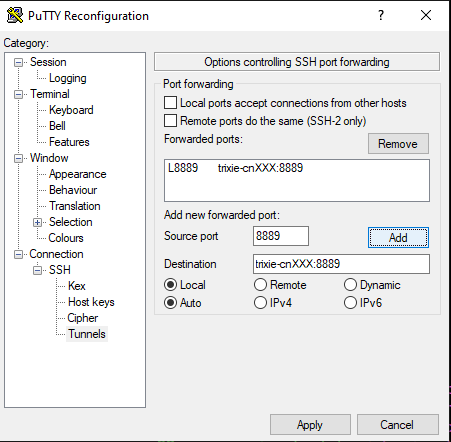 PuTTY Reconfiguration
?
Category:
Session
Logging
Terminal
Keyboard
Bell
Features
Window
Appearance
Behaviour
Translation
Selection
Colours
Connection
SSH
Kex
Host keys
Cipher
Tunnels
Options controlling SSH port forwarding
Port forwarding
Local ports accept connections from other hosts
Remote ports do the same (SSH-2 only)
Forwarded ports:
Remove
L8889 trixie-cnXXX:8889
Add new forwarded port:
Source port 8889 Add
Destination trixie-cnXXX:8889
Local Remote Dynamic
Auto IPv4 IPv6
Apply Cancel